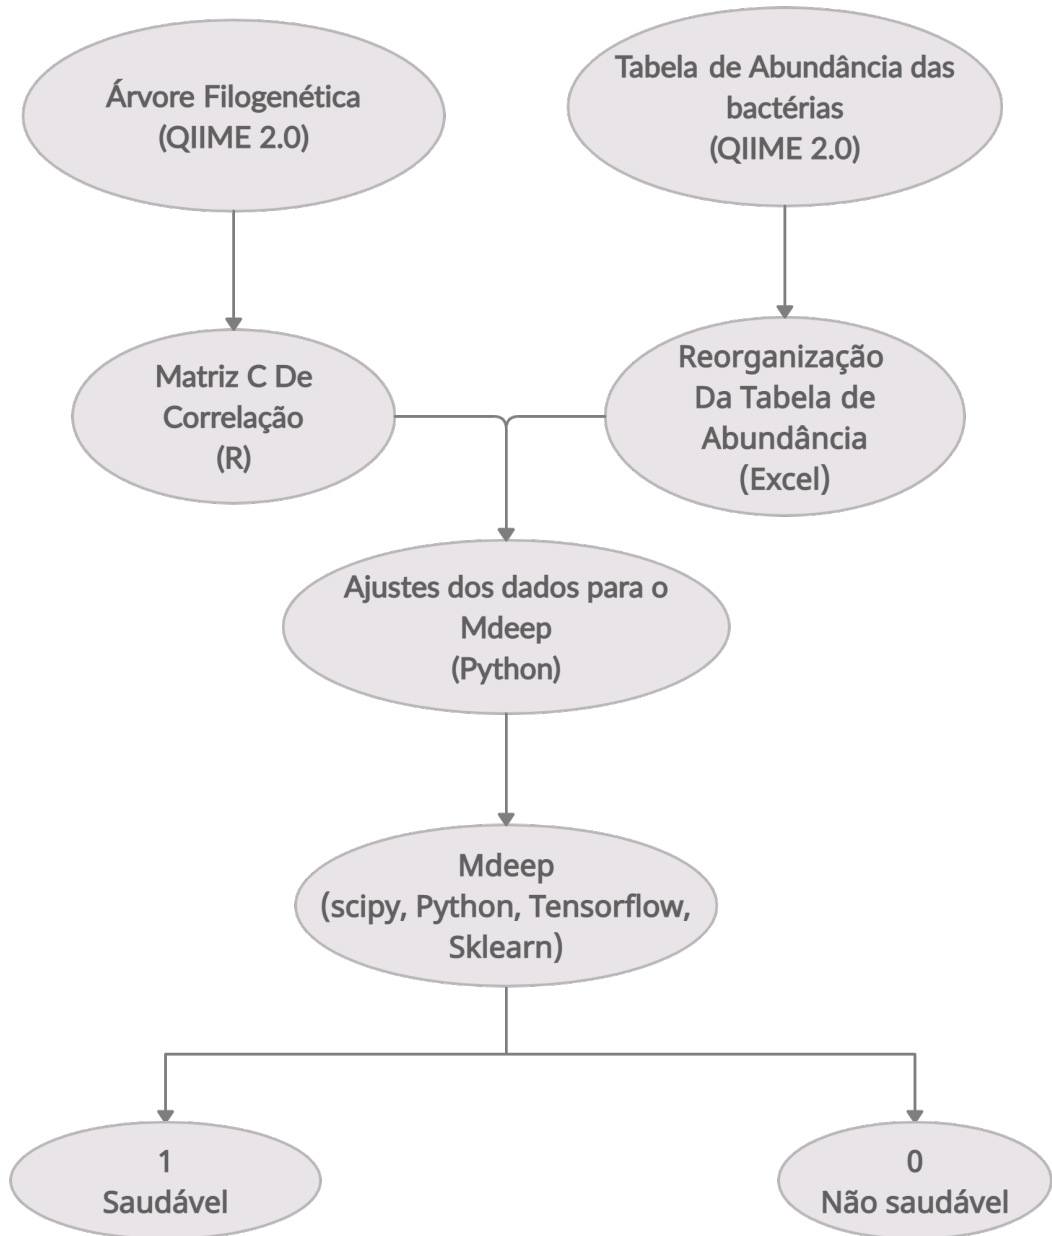 Árvore Filogenética
(QIIME 2.0)
Tabela de Abundância das
bactérias
(QIIME 2.0)
Matriz C De
Correlação
(R)
Reorganização
Da Tabela de
Abundância
(Excel)
Ajustes dos dados para o
Mdeep
(Python)
Mdeep
(scipy, Python, Tensorflow,
Sklearn)
1
Saudável
0
Não saudável